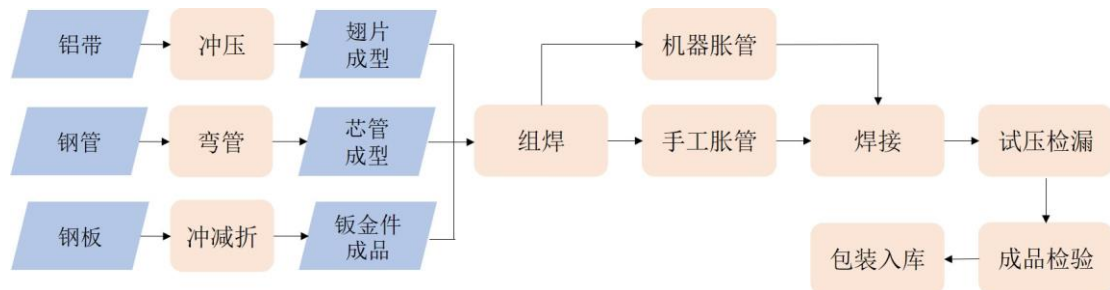 铝带
冲压
翅片
成型
机器胀管
钢管
弯管
芯管
成型
组焊
手工胀管
焊接
试压检漏
钢板
冲减折
钣金件
成品
包装入库
成品检验